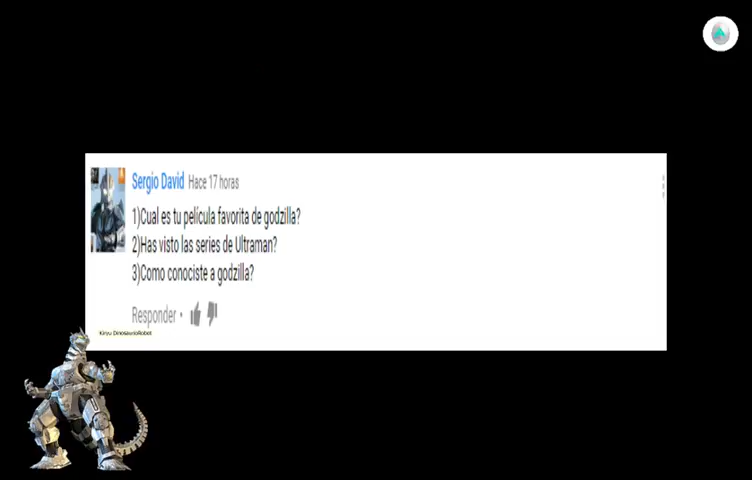 Sergio David Hace 17 horas
1)Cual es tu película favorita de godzilla?
2)Has visto las series de Ultraman?
3)Como conociste a godzilla?
Responder •
Kiryu DinosaurioRobot